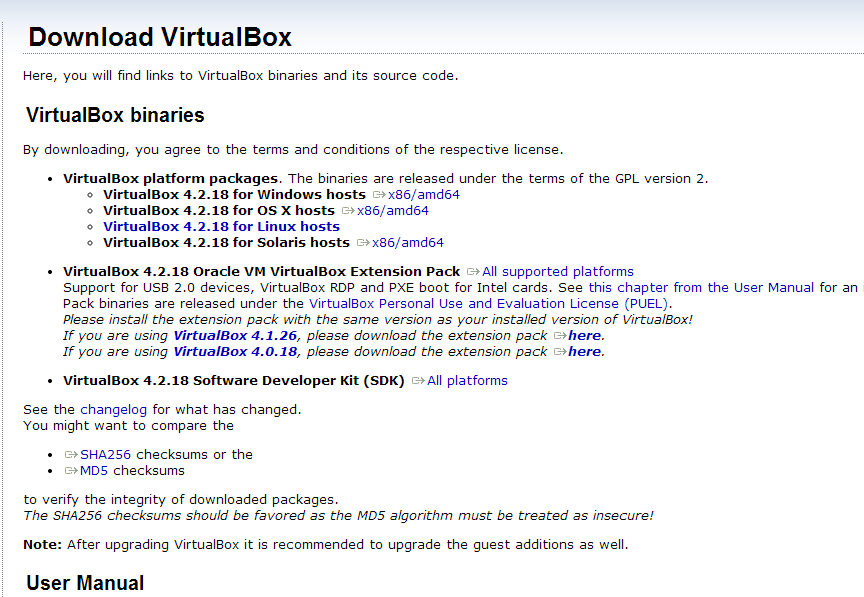 Download VirtualBox
Here, you will find links to VirtualBox binaries and its source code.
VirtualBox binaries
By downloading, you agree to the terms and conditions of the respective license.
VirtualBox platform packages. The binaries are released under the terms of the GPL version 2.
VirtualBox 4.2.18 for Windows hosts x86/amd64
VirtualBox 4.2.18 for OS X hosts x86/amd64
VirtualBox 4.2.18 for Linux hosts
VirtualBox 4.2.18 for Solaris hosts x86/amd64
VirtualBox 4.2.18 Oracle VM VirtualBox Extension Pack All supported platforms
Support for USB 2.0 devices, VirtualBox RDP and PXE boot for Intel cards. See this chapter from the User Manual for an
Pack binaries are released under the VirtualBox Personal Use and Evaluation License (PUEL).
Please install the extension pack with the same version as your installed version of VirtualBox!
If you are using VirtualBox 4.1.26, please download the extension pack here.
If you are using VirtualBox 4.0.18, please download the extension pack here.
VirtualBox 4.2.18 Software Developer Kit (SDK) All platforms
See the changelog for what has changed.
You might want to compare the
SHA256 checksums or the
MD5 checksums
to verify the integrity of downloaded packages.
The SHA256 checksums should be favored as the MD5 algorithm must be treated as insecure!
Note: After upgrading VirtualBox it is recommended to upgrade the guest additions as well.
User Manual